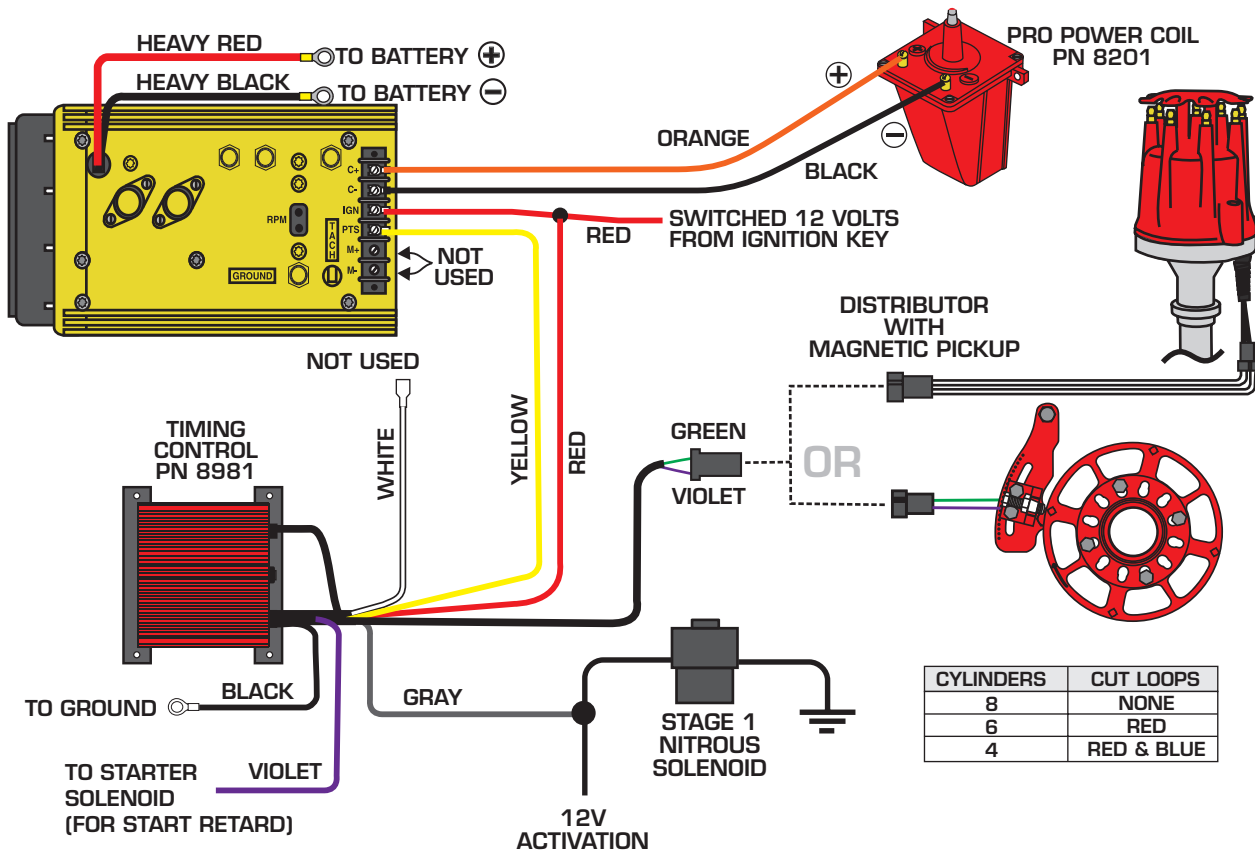 HEAVY RED
TO BATTERY +
HEAVY BLACK
TO BATTERY -
PRO POWER COIL
PN 8201
+
-
ORANGE
BLACK
C+
C-
IGN
PTS
M+
M-
RPM
TACH
GROUND
RED
SWITCHED 12 VOLTS
FROM IGNITION KEY
NOT
USED
DISTRIBUTOR
WITH
MAGNETIC PICKUP
NOT USED
WHITE
YELLOW
RED
GREEN
VIOLET
OR
TIMING
CONTROL
PN 8981
BLACK
TO GROUND
GRAY
VIOLET
TO STARTER
SOLENOID
(FOR START RETARD)
STAGE 1
NITROUS
SOLENOID
12V
ACTIVATION
CYLINDERS CUT LOOPS
8 NONE
6 RED
4 RED & BLUE